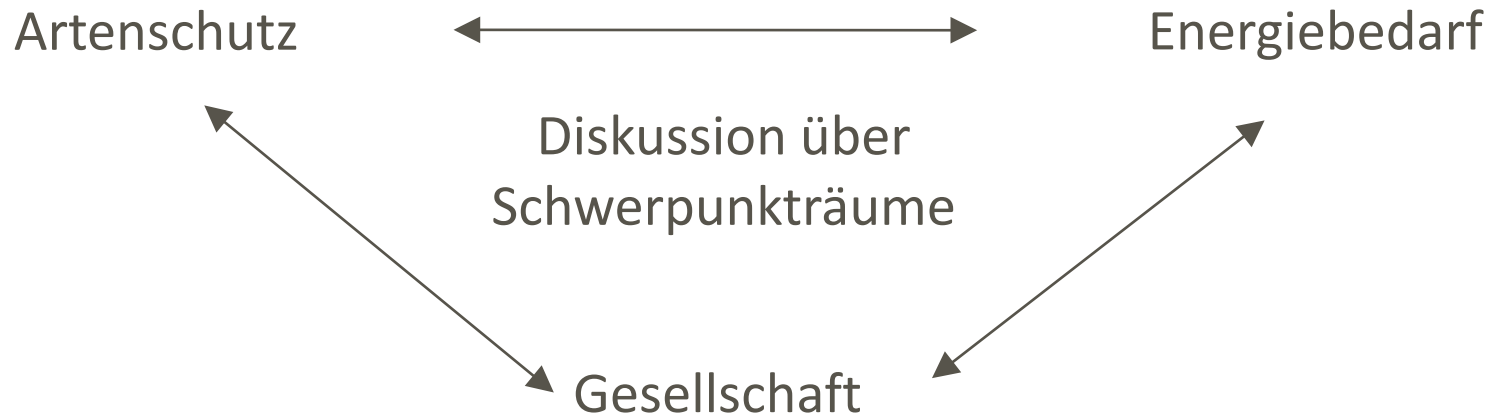 Artenschutz
Energiebedarf
Diskussion über
Schwerpunkträume
Gesellschaft